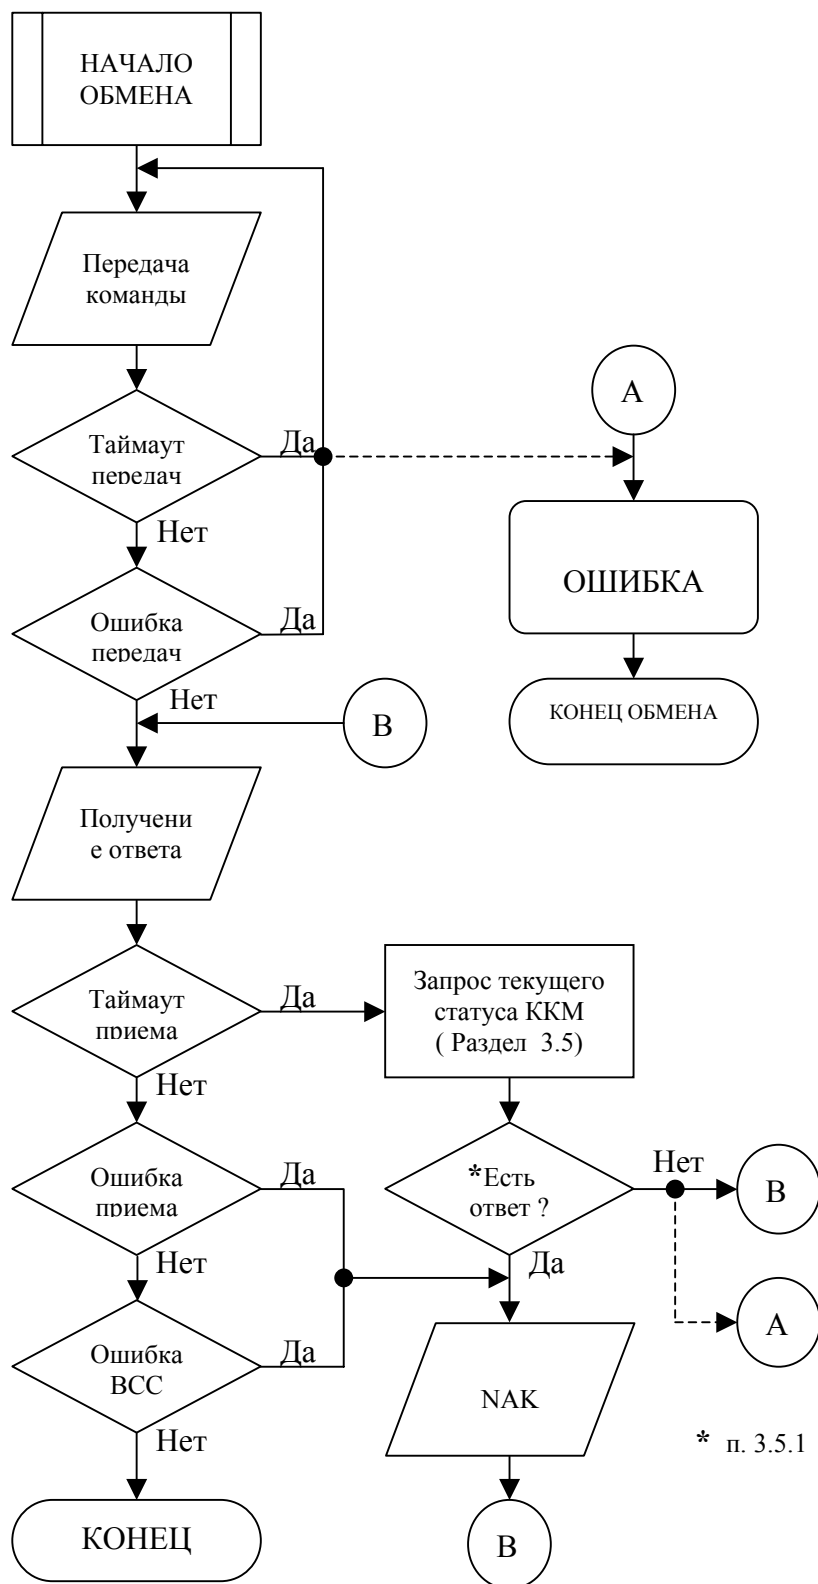 НАЧАЛО
ОБМЕНА
Передача
команды
Таймаут
передач
Да
Нет
А
ОШИБКА
КОНЕЦ ОБМЕНА
Ошибка
передач
Да
Нет
В
Получени
е ответа
Таймаут
приема
Да
Нет
Запрос текущего
статуса ККМ
( Раздел 3.5)
Ошибка
приема
Да
Нет
*Есть
ответ ?
Нет
В
Да
А
Ошибка
ВСС
Да
Нет
NAK
* п. 3.5.1
КОНЕЦ
В